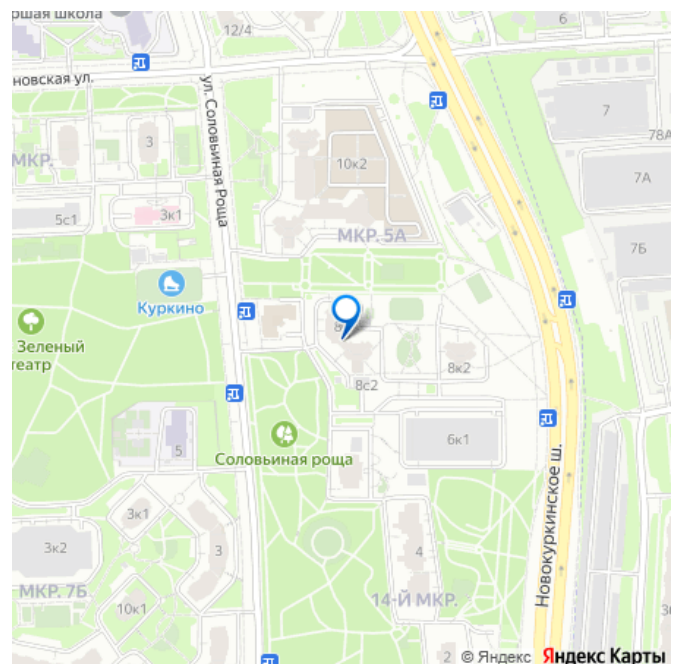 ршая школа
12/4
6
новская ул.
ул. Соловьиная Роща
7
78А
3
10к2
7А
МКР.
5с1
3к1
МКР. 5А
7Б
Куркино
Зеленый
театр
8к2
8с2
6к1
5
Соловьиная роща
3к1
Новокуркинское ш.
3к2
3
4
МКР. 7Б
10к1
14-Й МКР.
2
© Яндекс Яндекс Карты